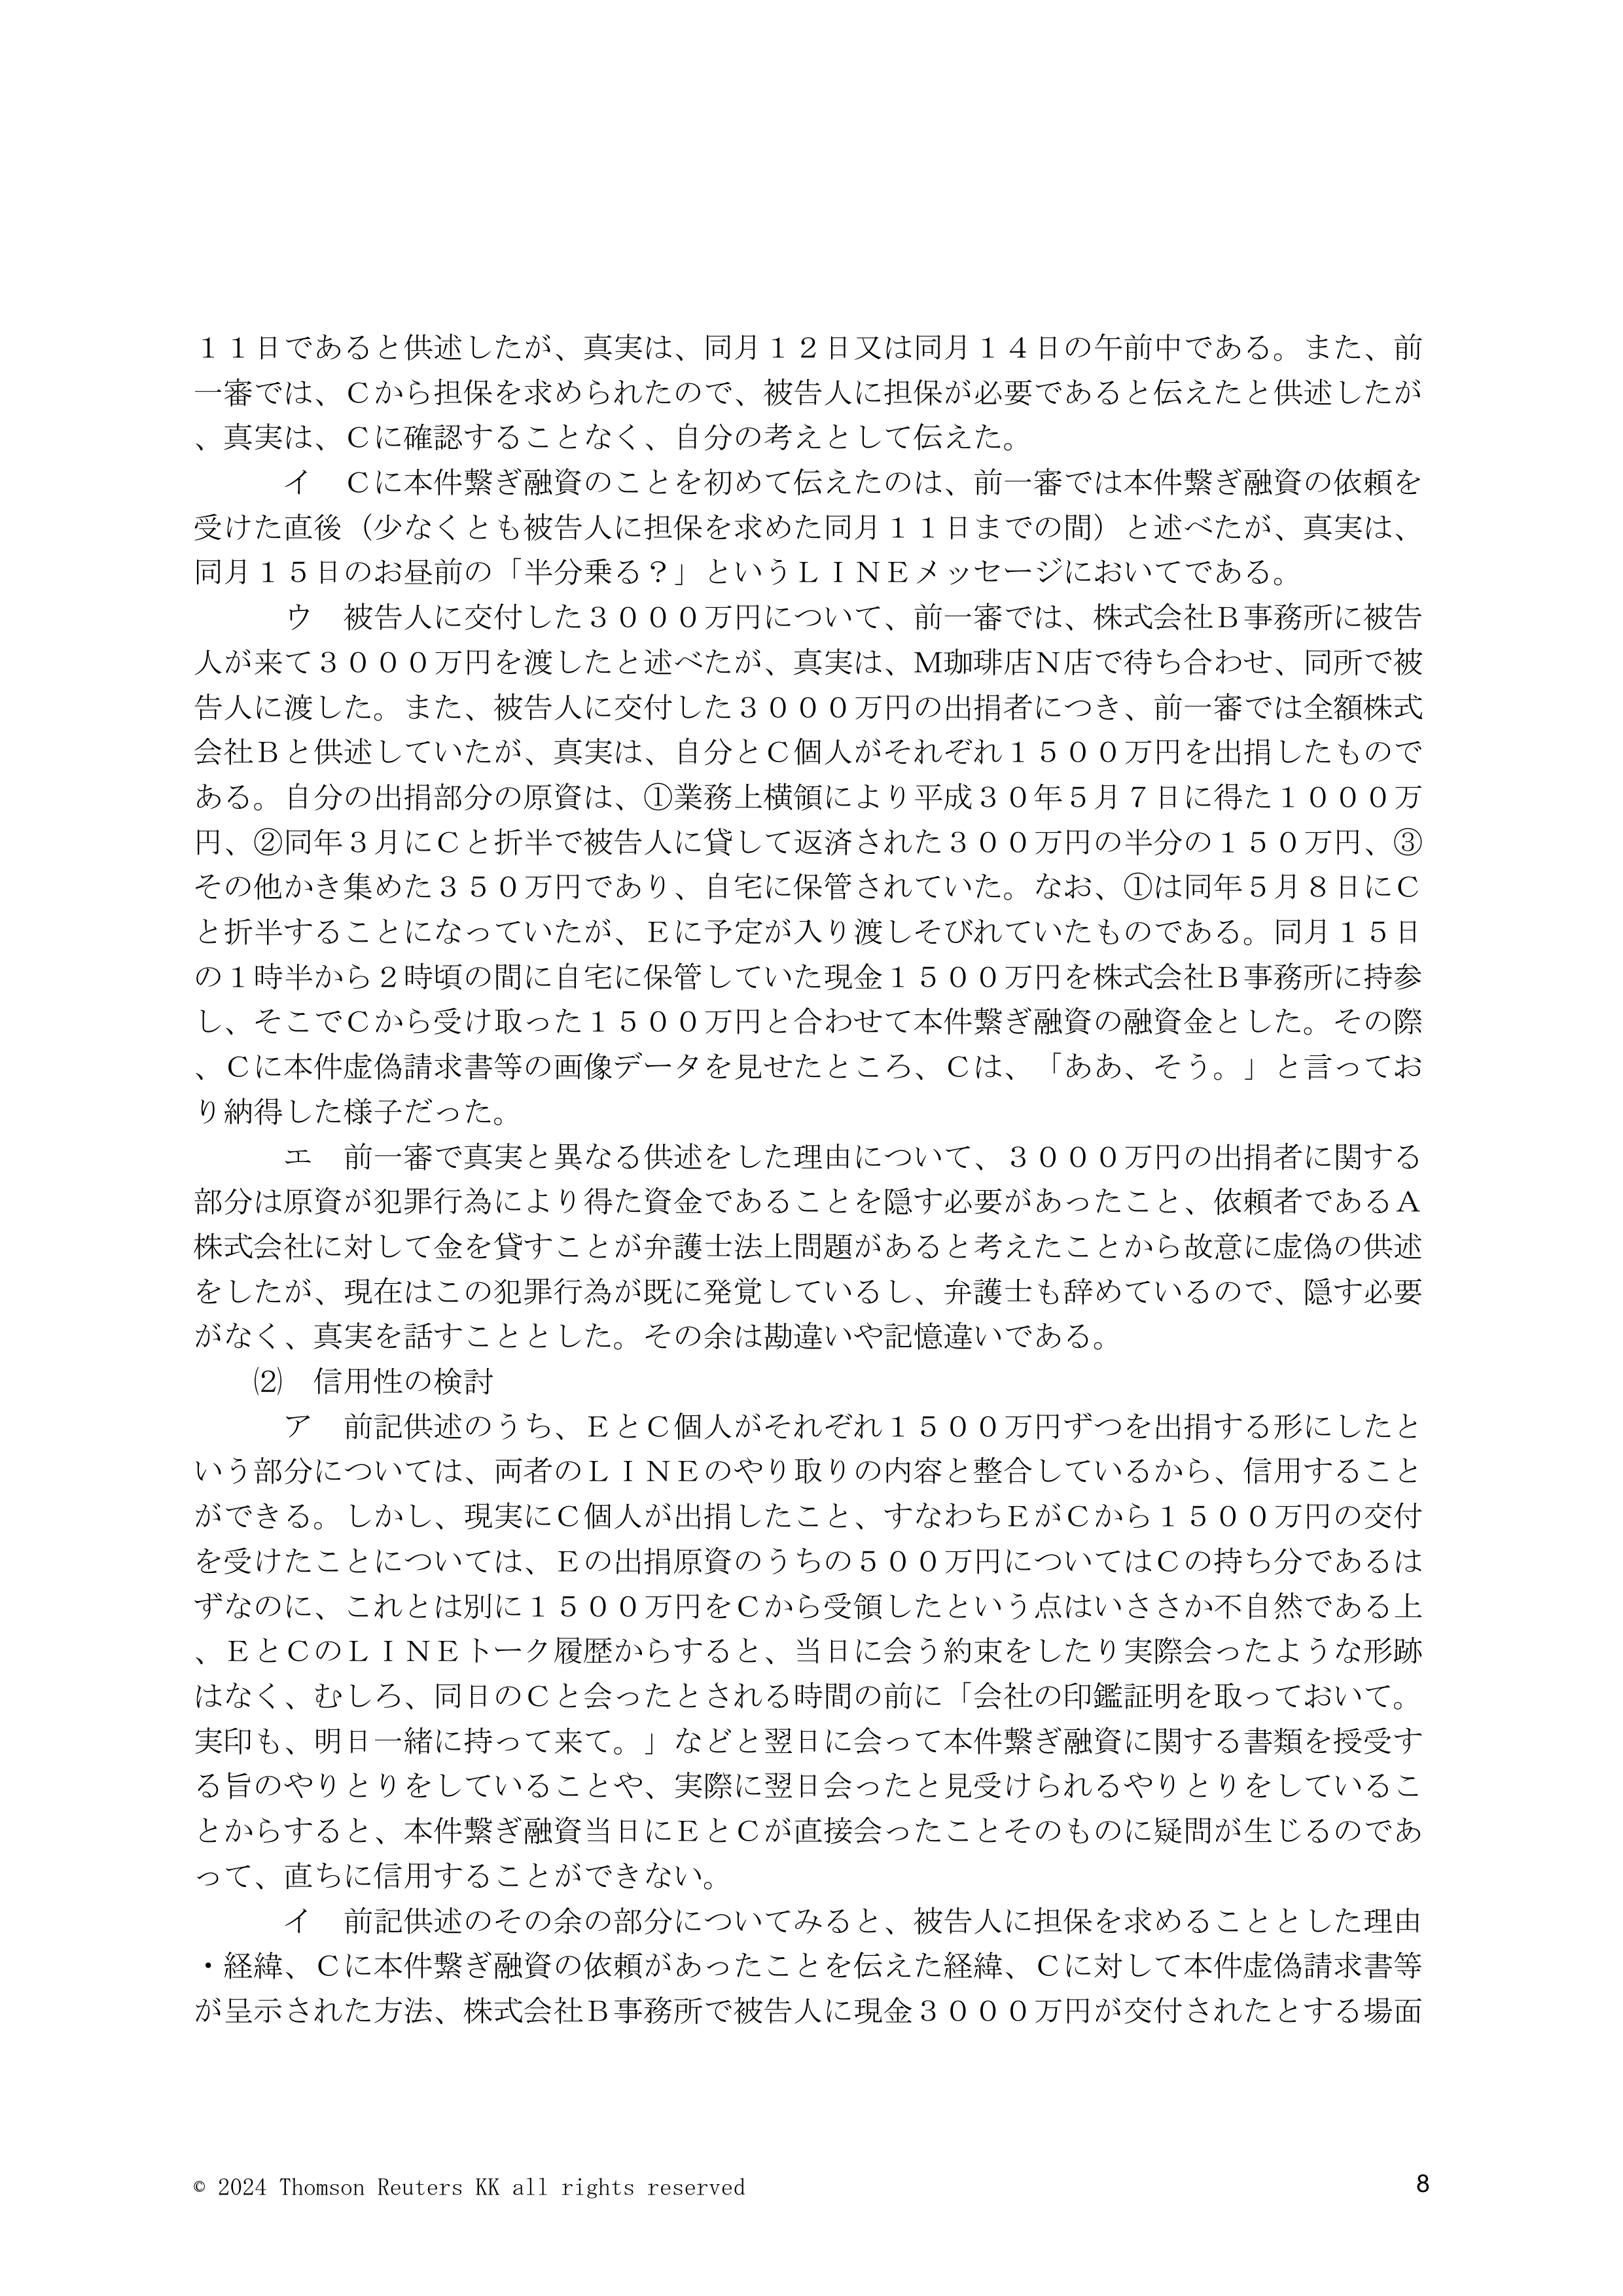 １１日であると供述したが、真実は、同月１２日又は同月１４日の午前中である。また、前
一審では、Ｃから担保を求められたので、被告人に担保が必要であると伝えたと供述したが
、真実は、Ｃに確認することなく、自分の考えとして伝えた。
　　　イ　Ｃに本件繋ぎ融資のことを初めて伝えたのは、前一審では本件繋ぎ融資の依頼を
受けた直後（少なくとも被告人に担保を求めた同月１１日までの間）と述べたが、真実は、
同月１５日のお昼前の「半分乗る？」というＬＩＮＥメッセージにおいてである。
　　　ウ　被告人に交付した３０００万円について、前一審では、株式会社Ｂ事務所に被告
人が来て３０００万円を渡したと述べたが、真実は、Ｍ珈琲店Ｎ店で待ち合わせ、同所で被
告人に渡した。また、被告人に交付した３０００万円の出捐者につき、前一審では全額株式
会社Ｂと供述していたが、真実は、自分とＣ個人がそれぞれ１５００万円を出捐したもので
ある。自分の出捐部分の原資は、①業務上横領により平成３０年５月７日に得た１０００万
円、②同年３月にＣと折半で被告人に貸して返済された３００万円の半分の１５０万円、③
その他かき集めた３５０万円であり、自宅に保管されていた。なお、①は同年５月８日にＣ
と折半することになっていたが、Ｅに予定が入り渡しそびれていたものである。同月１５日
の１時半から２時頃の間に自宅に保管していた現金１５００万円を株式会社Ｂ事務所に持参
し、そこでＣから受け取った１５００万円と合わせて本件繋ぎ融資の融資金とした。その際
、Ｃに本件虚偽請求書等の画像データを見せたところ、Ｃは、「ああ、そう。」と言ってお
り納得した様子だった。
　　　エ　前一審で真実と異なる供述をした理由について、３０００万円の出捐者に関する
部分は原資が犯罪行為により得た資金であることを隠す必要があったこと、依頼者であるＡ
株式会社に対して金を貸すことが弁護士法上問題があると考えたことから故意に虚偽の供述
をしたが、現在はこの犯罪行為が既に発覚しているし、弁護士も辞めているので、隠す必要
がなく、真実を話すこととした。その余は勘違いや記憶違いである。
　　⑵　信用性の検討
　　　ア　前記供述のうち、ＥとＣ個人がそれぞれ１５００万円ずつを出捐する形にしたと
いう部分については、両者のＬＩＮＥのやり取りの内容と整合しているから、信用すること
ができる。しかし、現実にＣ個人が出捐したこと、すなわちＥがＣから１５００万円の交付
を受けたことについては、Ｅの出捐原資のうちの５００万円についてはＣの持ち分であるは
ずなのに、これとは別に１５００万円をＣから受領したという点はいささか不自然である上
、ＥとＣのＬＩＮＥトーク履歴からすると、当日に会う約束をしたり実際会ったような形跡
はなく、むしろ、同日のＣと会ったとされる時間の前に「会社の印鑑証明を取っておいて。
実印も、明日一緒に持って来て。」などと翌日に会って本件繋ぎ融資に関する書類を授受す
る旨のやりとりをしていることや、実際に翌日会ったと見受けられるやりとりをしているこ
とからすると、本件繋ぎ融資当日にＥとＣが直接会ったことそのものに疑問が生じるのであ
って、直ちに信用することができない。
　　　イ　前記供述のその余の部分についてみると、被告人に担保を求めることとした理由
・経緯、Ｃに本件繋ぎ融資の依頼があったことを伝えた経緯、Ｃに対して本件虚偽請求書等
が呈示された方法、株式会社Ｂ事務所で被告人に現金３０００万円が交付されたとする場面
© 2024 Thomson Reuters KK all rights reserved
8